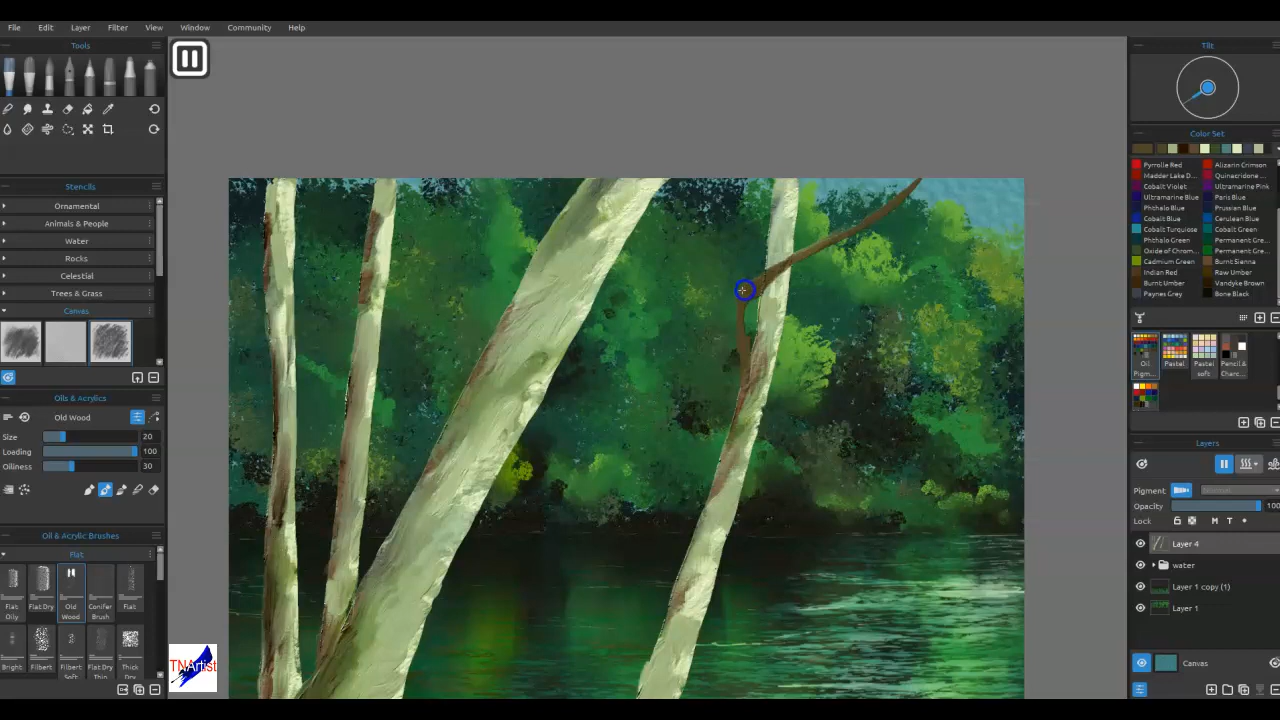 File Edit Layer Filter View Window Community Help
Tools
Stencils
Ornamental
Animals & People
Water
Rocks
Celestial
Trees & Grass
Canvas
Oils & Acrylics
Old Wood
Size 20
Loading 100
Oiliness 30
Oil & Acrylic Brushes
Flat
Flat Oily
Flat Dry
Old Wood
Conifer Brush
Flat
Bright
Filbert
Filbert Soft
Flat Dry Thin
Thick Dry
TNArtist
Tilt
Color Set
Pyrrolle Red Alizarin Crimson
Madder Lake D... Quinacridone ...
Cobalt Violet Ultramarine Pink
Ultramarine Blue Paris Blue
Phthalo Blue Prussian Blue
Cobalt Blue Cerulean Blue
Cobalt Turquoise Cobalt Green
Phthalo Green Permanent Gre...
Oxide of Chrom... Permanent Gre...
Cadmium Green Burnt Sienna
Indian Red Raw Umber
Burnt Umber Vandyke Brown
Paynes Grey Bone Black
Oil Pigm...
Pastel
Pastel soft
Pencil & Charc...
Layers
Pigment
Opacity 100
Lock M T
Layer 4
water
Layer 1 copy (1)
Layer 1
Canvas